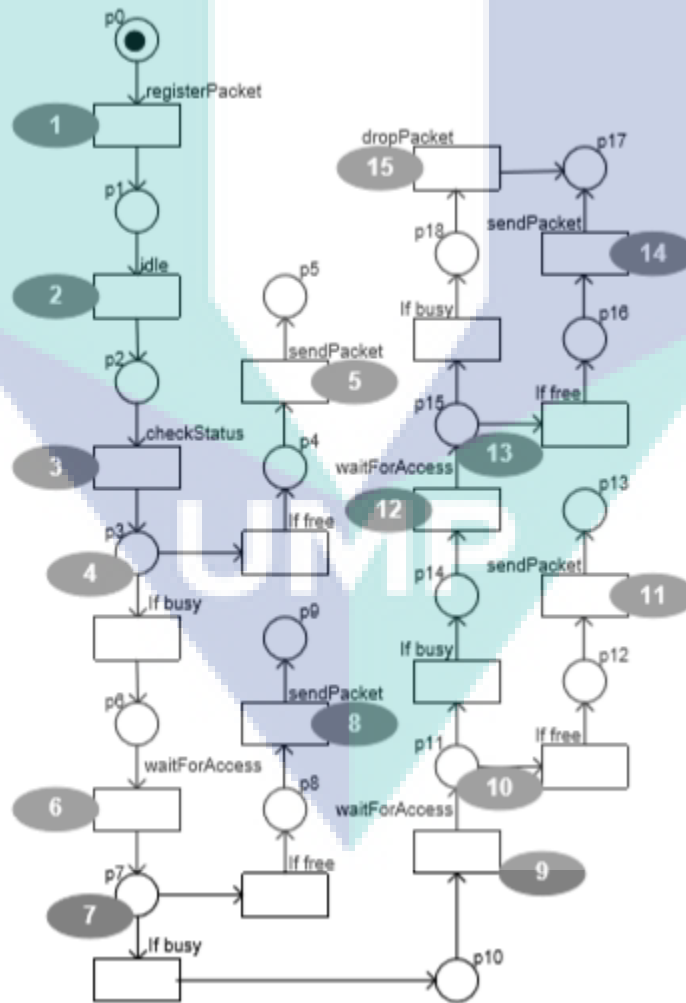 p0
registerPacket
1
p1
idle
2
p2
checkStatus
3
p3
4
If busy
p6
waitForAccess
6
p7
7
If busy
p5
sendPacket
5
p4
If free
p9
sendPacket
8
p8
If free
dropPacket
15
p17
p18
sendPacket
14
If busy
p16
p15
If free
13
waitForAccess
12
p13
p14
sendPacket
11
If busy
p12
p11
If free
10
waitForAccess
9
p10
UMP